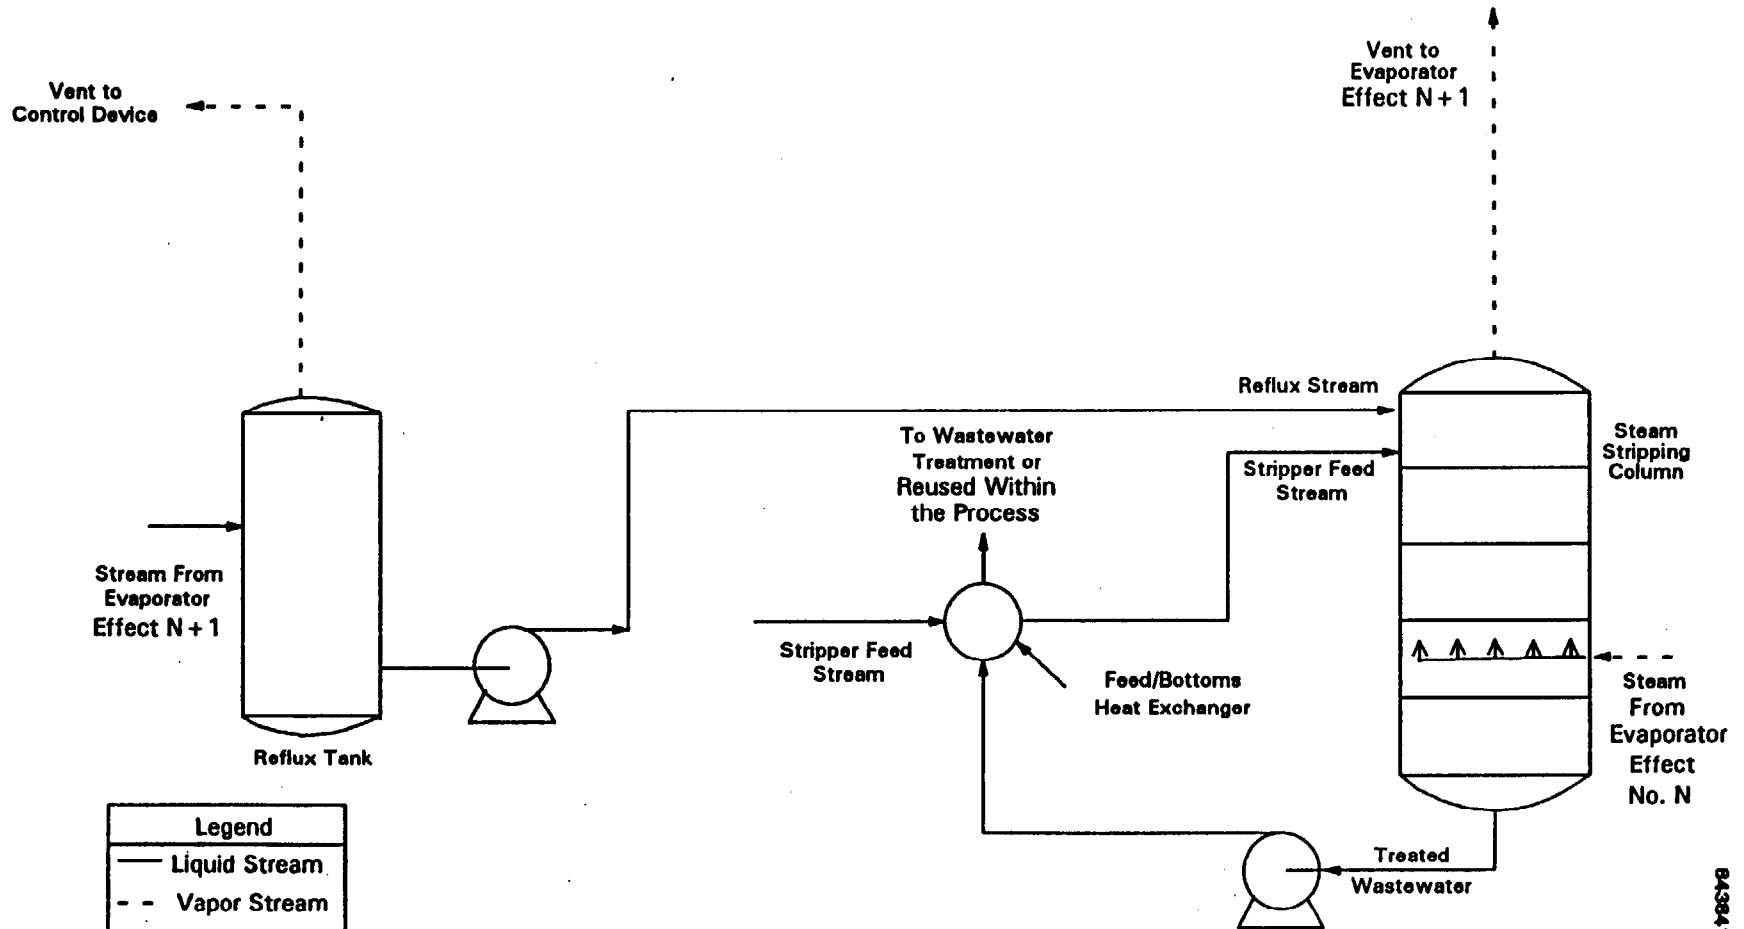 Vent to
Control Device
Vent to
Evaporator
Effect N + 1
Reflux Stream
To Wastewater
Treatment or
Reused Within
the Process
Stripper Feed
Stream
Steam
Stripping
Column
Stream From
Evaporator
Effect N + 1
Stripper Feed
Stream
Feed/Bottoms
Heat Exchanger
Steam
From
Evaporator
Effect
No. N
Reflux Tank
Treated
Wastewater
Legend
Liquid Stream
Vapor Stream